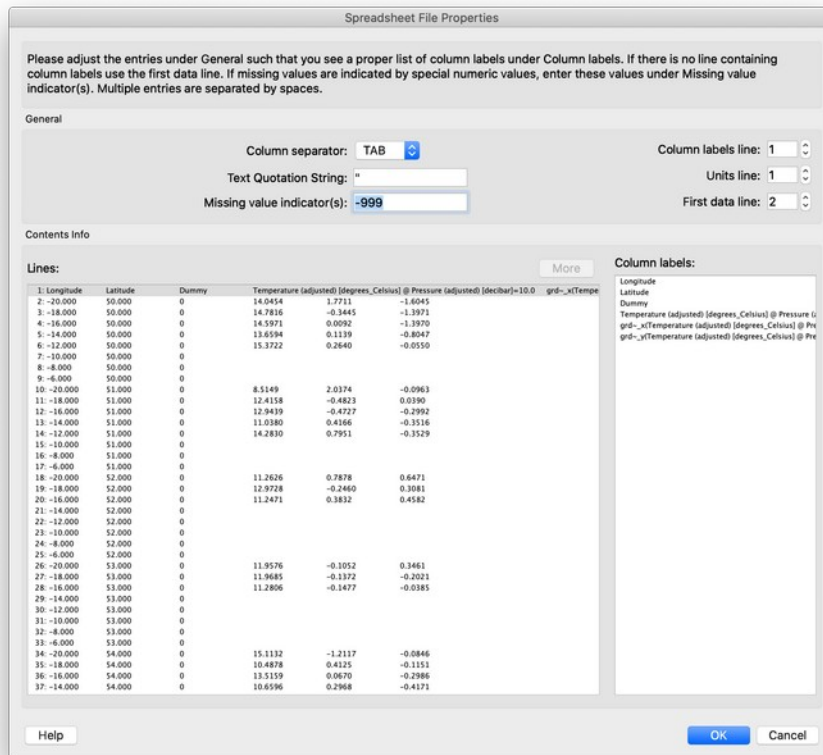 Spreadsheet File Properties
Please adjust the entries under General such that you see a proper list of column labels under Column labels. If there is no line containing
column labels use the first data line. If missing values are indicated by special numeric values, enter these values under Missing value
indicator(s). Multiple entries are separated by spaces.
General
Column separator: TAB
Column labels line: 1
Text Quotation String: "
Units line: 1
Missing value indicator(s): -999
First data line: 2
Contents Info
Lines:
More
Column labels:
1: Longitude Latitude Dummy Temperature (adjusted) [degrees_Celsius] @ Pressure (adjusted) [decibar]=10.0 grd~_x(Tempe
2: -20.000 50.000 0 14.0454 1.7711 -1.6045
3: -18.000 50.000 0 14.7816 -0.3445 -1.3971
4: -16.000 50.000 0 14.5971 0.0092 -1.3970
5: -14.000 50.000 0 13.6594 0.1139 -0.8047
6: -12.000 50.000 0 15.3722 0.2640 -0.0550
7: -10.000 50.000 0
8: -8.000 50.000 0
9: -6.000 50.000 0
10: -20.000 51.000 0 8.5149 2.0374 -0.0963
11: -18.000 51.000 0 12.4158 -0.4823 0.0390
12: -16.000 51.000 0 12.9439 -0.4727 -0.2992
13: -14.000 51.000 0 11.0380 0.4166 -0.3516
14: -12.000 51.000 0 14.2830 0.7951 -0.3529
15: -10.000 51.000 0
16: -8.000 51.000 0
17: -6.000 51.000 0
18: -20.000 52.000 0 11.2626 0.7878 0.6471
19: -18.000 52.000 0 12.9728 -0.2460 0.3081
20: -16.000 52.000 0 11.2471 0.3832 0.4582
21: -14.000 52.000 0
22: -12.000 52.000 0
23: -10.000 52.000 0
24: -8.000 52.000 0
25: -6.000 52.000 0
26: -20.000 53.000 0 11.9576 -0.1052 0.3461
27: -18.000 53.000 0 11.9685 -0.1372 -0.2021
28: -16.000 53.000 0 11.2806 -0.1477 -0.0385
29: -14.000 53.000 0
30: -12.000 53.000 0
31: -10.000 53.000 0
32: -8.000 53.000 0
33: -6.000 53.000 0
34: -20.000 54.000 0 15.1132 -1.2117 -0.0846
35: -18.000 54.000 0 10.4878 0.4125 -0.1151
36: -16.000 54.000 0 13.5159 0.0670 -0.2986
37: -14.000 54.000 0 10.6596 0.2968 -0.4171
Longitude
Latitude
Dummy
Temperature (adjusted) [degrees_Celsius] @ Pressure (
grd~_x(Temperature (adjusted) [degrees_Celsius] @ Pre
grd~_y(Temperature (adjusted) [degrees_Celsius] @ Pre
Help
OK
Cancel